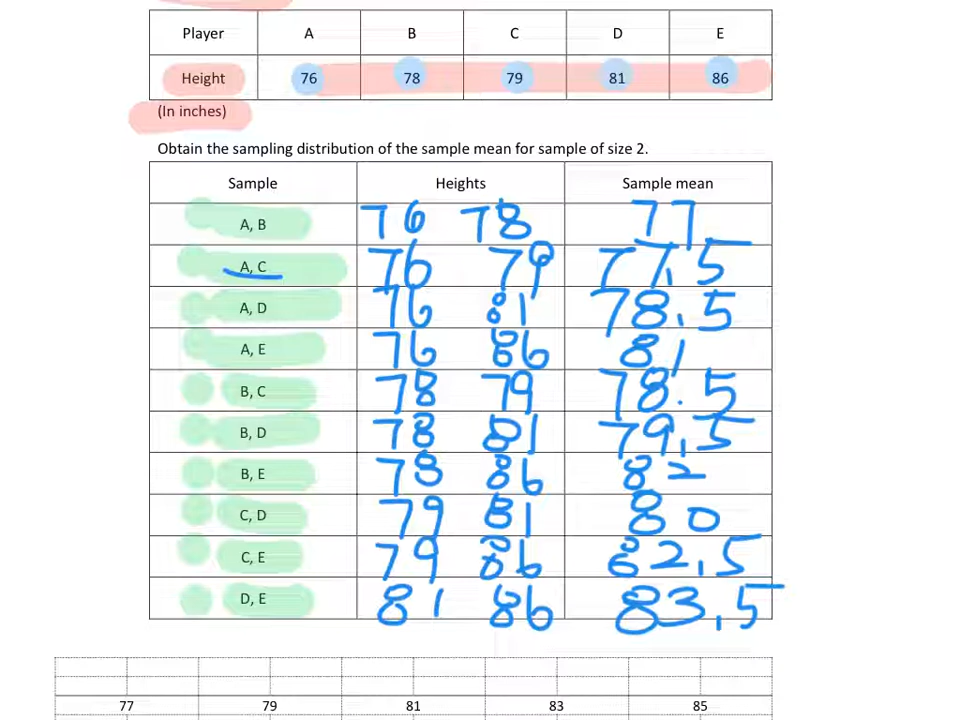 Player A B C D E
Height 76 78 79 81 86
(In inches)
Obtain the sampling distribution of the sample mean for sample of size 2.
Sample Heights Sample mean
A, B 76 78 77
A, C 76 79 77.5
A, D 76 81 78.5
A, E 76 86 81
B, C 78 79 78.5
B, D 78 81 79.5
B, E 78 86 82
C, D 79 81 80
C, E 79 86 82.5
D, E 81 86 83.5
77 79 81 83 85